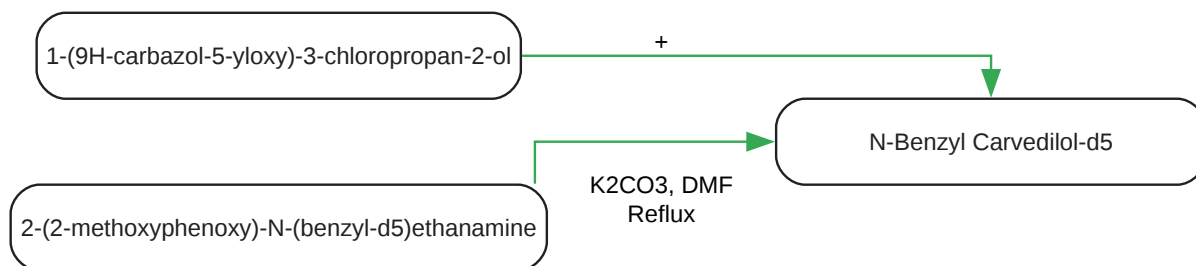 1-(9H-carbazol-5-yloxy)-3-chloropropan-2-ol
+
N-Benzyl Carvedilol-d5
K2CO3, DMF
Reflux
2-(2-methoxyphenoxy)-N-(benzyl-d5)ethanamine